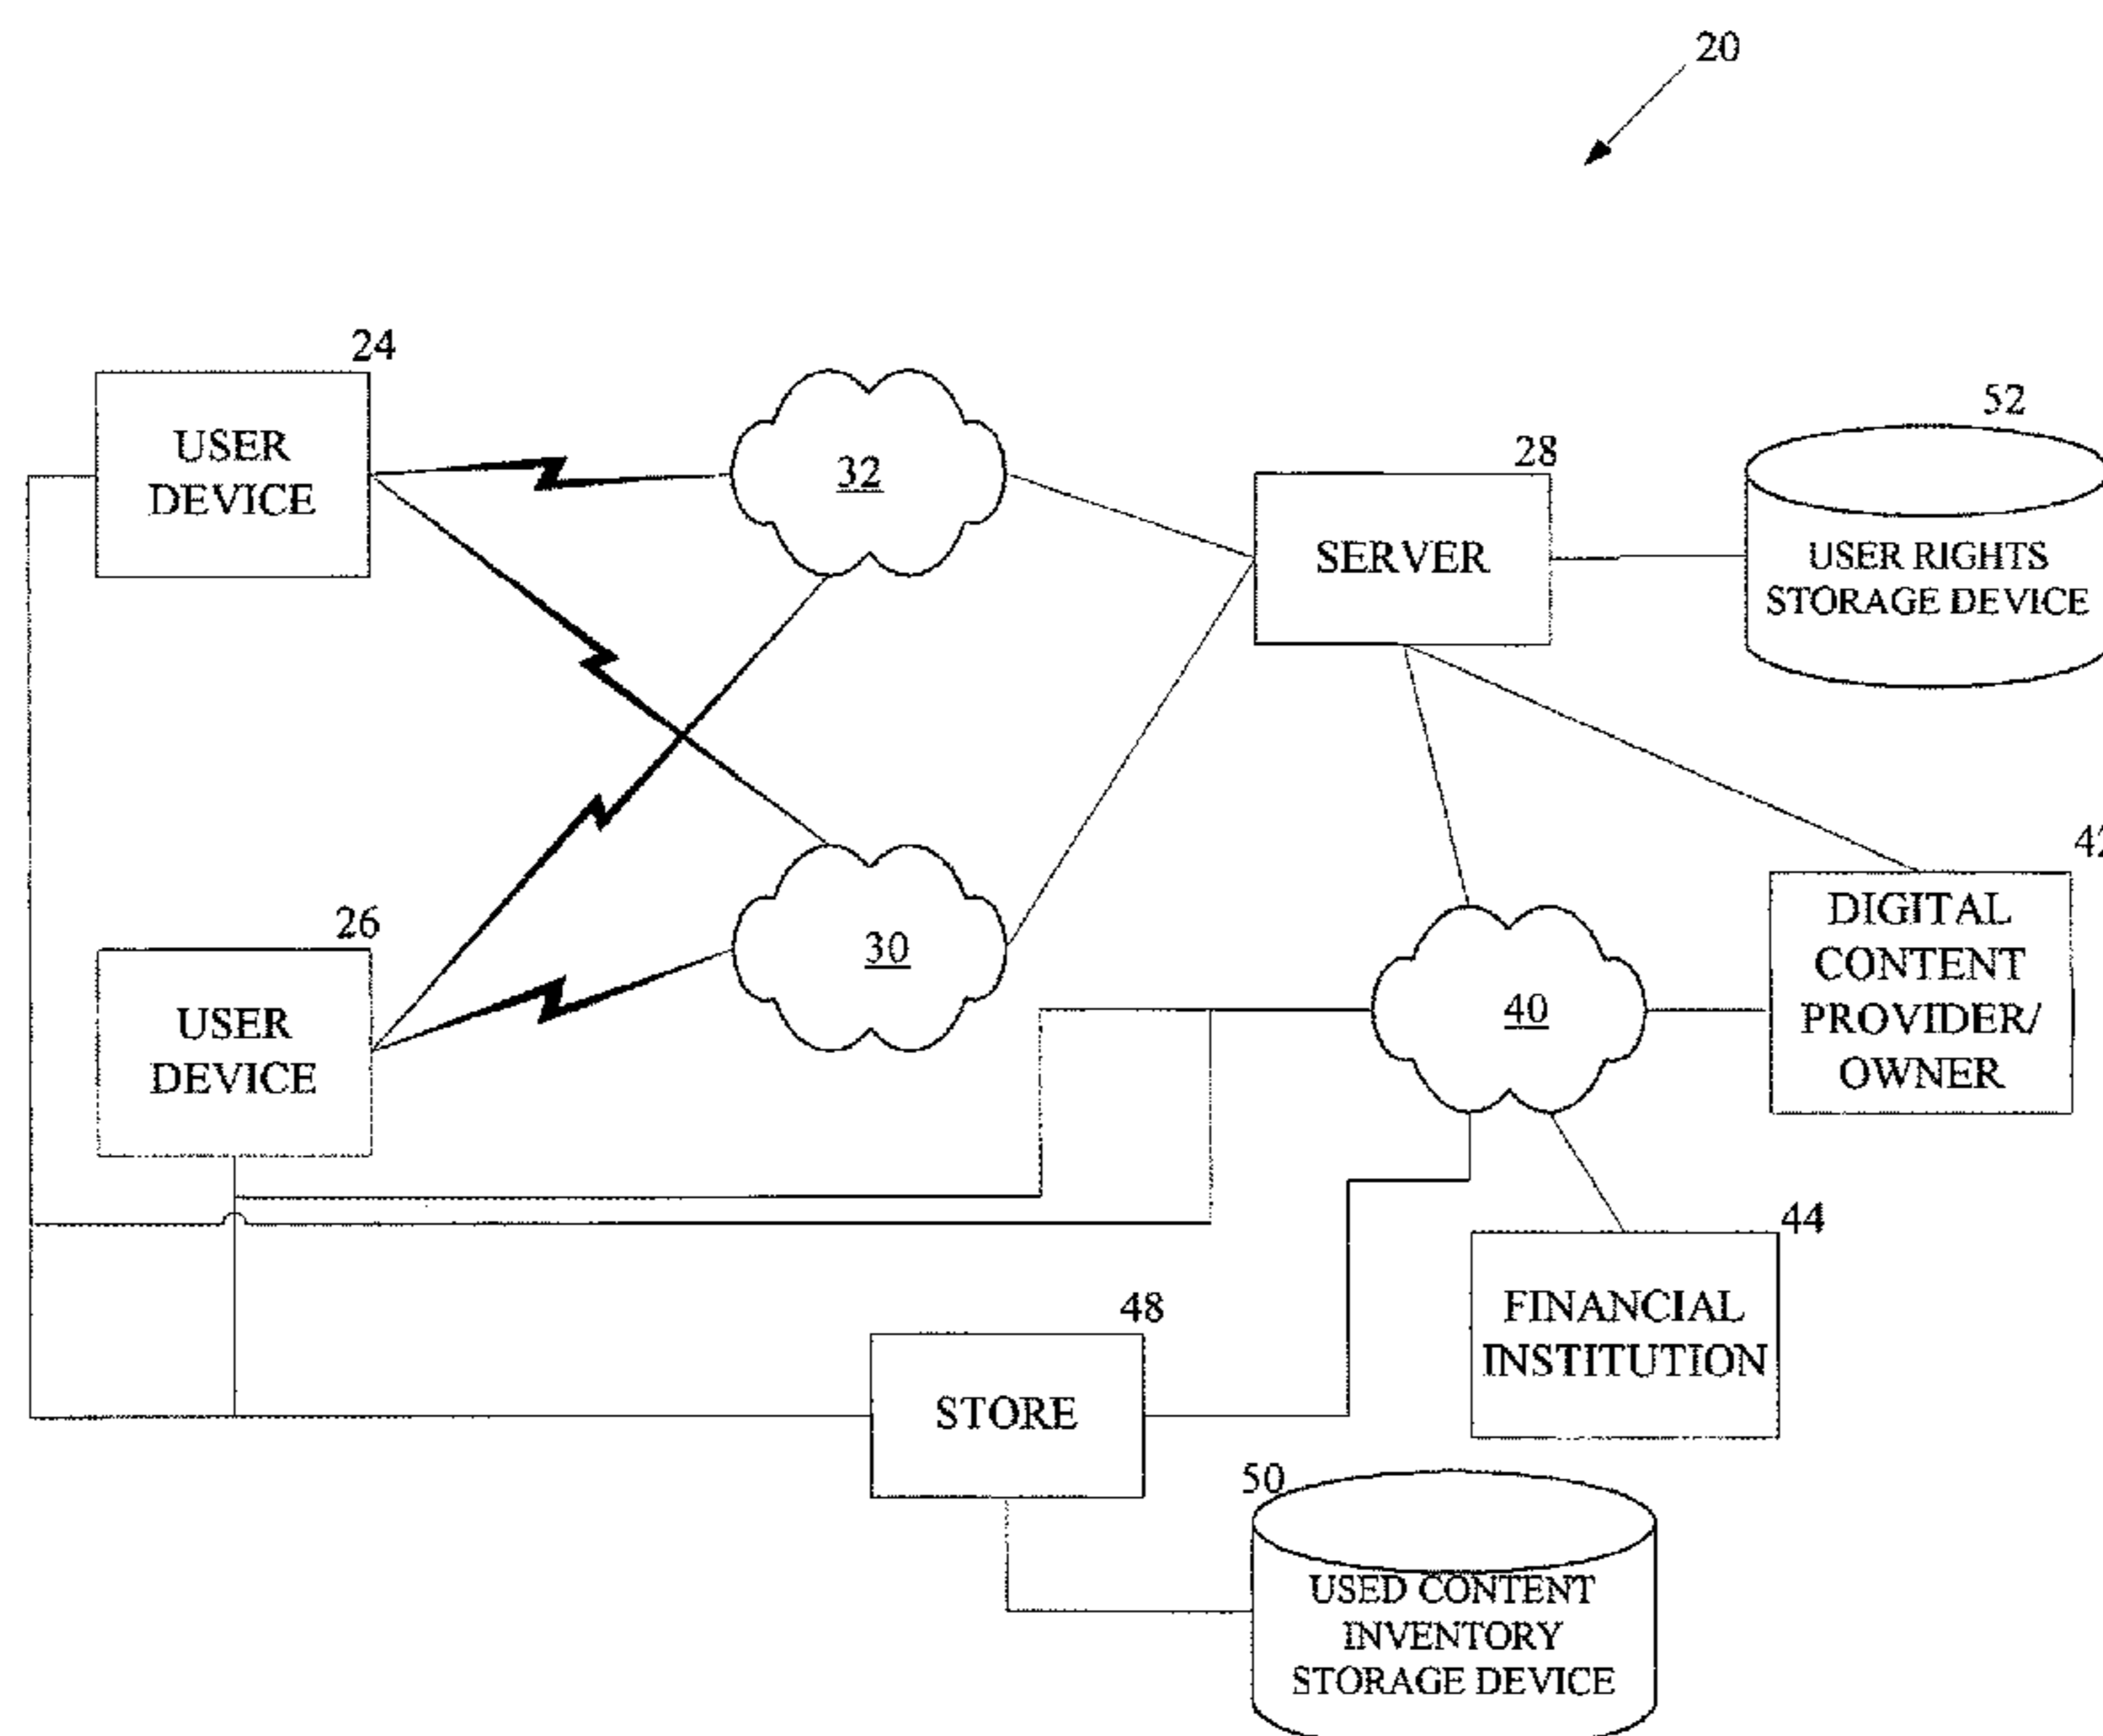 20
24
USER
DEVICE
32
28
SERVER
52
USER RIGHTS
STORAGE DEVICE
26
USER
DEVICE
30
40
42
DIGITAL
CONTENT
PROVIDER/
OWNER
44
FINANCIAL
INSTITUTION
48
STORE
50
USED CONTENT
INVENTORY
STORAGE DEVICE